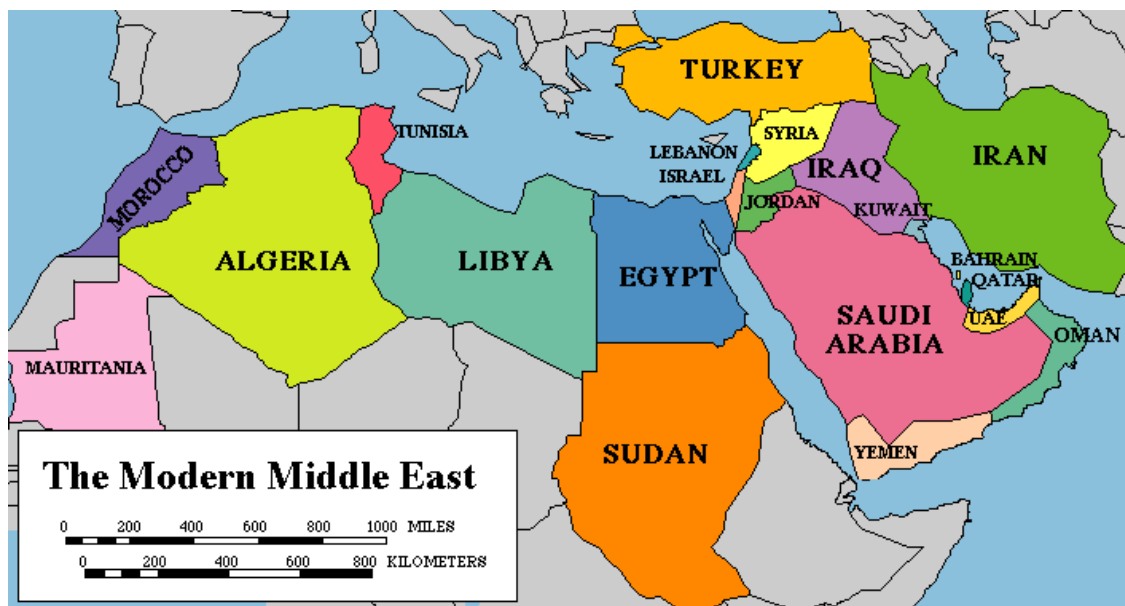 TURKEY
TUNISIA
SYRIA
LEBANON
ISRAEL
IRAQ
IRAN
MOROCCO
JORDAN
KUWAIT
ALGERIA
LIBYA
EGYPT
BAHRAIN
QATAR
SAUDI
ARABIA
UAE
OMAN
MAURITANIA
SUDAN
YEMEN
The Modern Middle East
0 200 400 600 800 1000 MILES
0 200 400 600 800 KILOMETERS